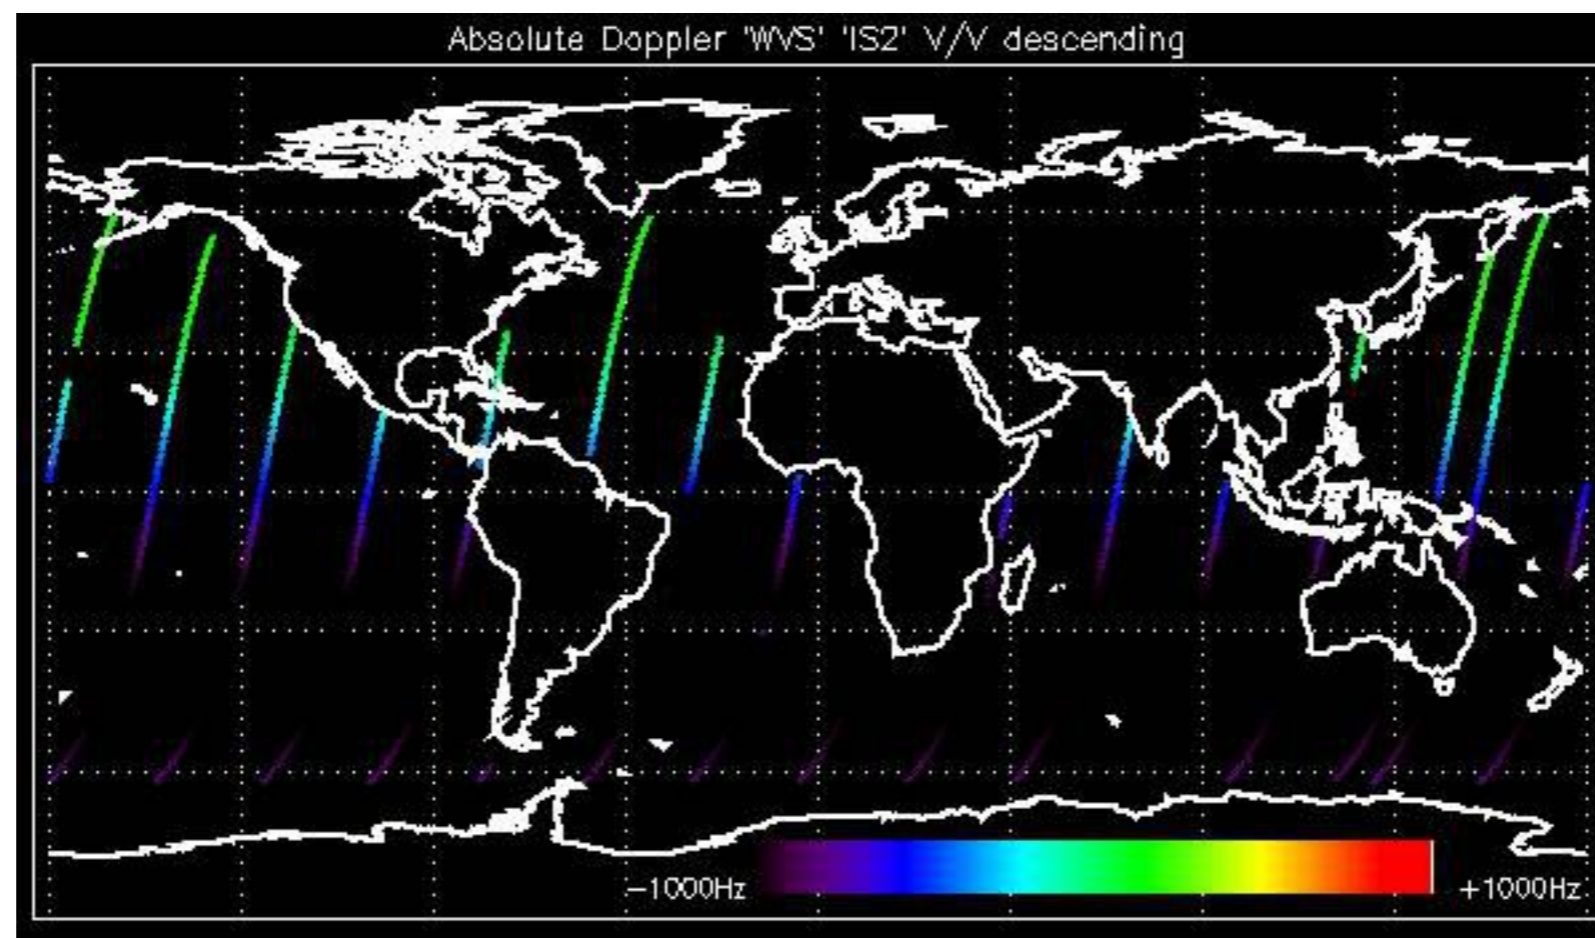 Absolute Doppler 'WVS' 'IS2' V/V descending
−1000Hz +1000Hz